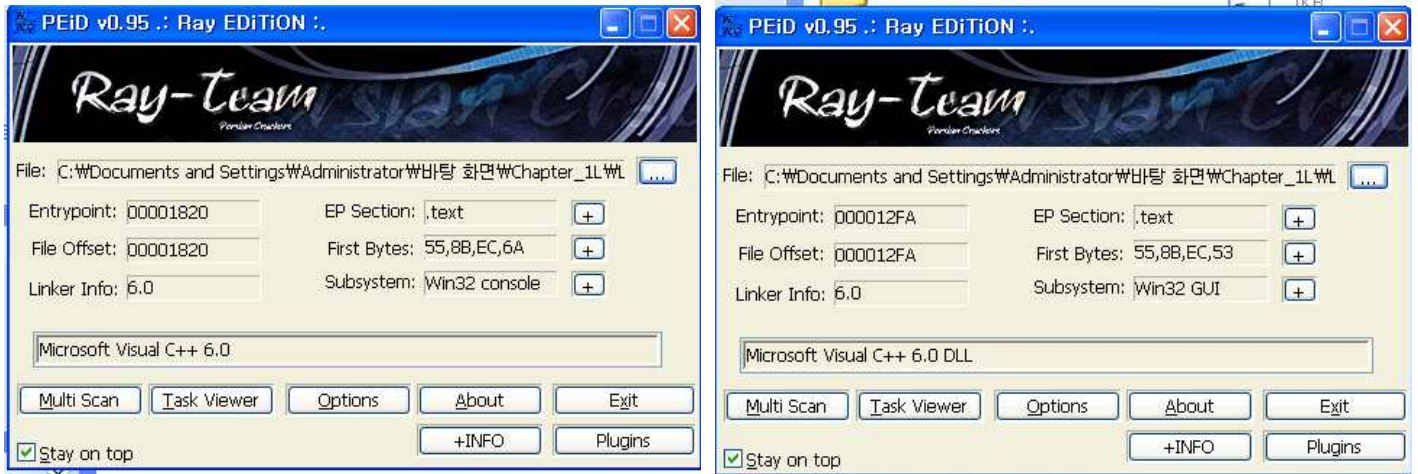 PEiD v0.95 .: Ray EDiTiON :.
Ray-Team
Persian Crackers
File: C:₩Documents and Settings₩Administrator₩바탕 화면₩Chapter_1L₩L ...
Entrypoint: 00001820 EP Section: .text +
File Offset: 00001820 First Bytes: 55,8B,EC,6A +
Linker Info: 6.0 Subsystem: Win32 console +
Microsoft Visual C++ 6.0
Multi Scan Task Viewer Options About Exit
Stay on top +INFO Plugins
PEiD v0.95 .: Ray EDiTiON :.
Ray-Team
Persian Crackers
File: C:₩Documents and Settings₩Administrator₩바탕 화면₩Chapter_1L₩L ...
Entrypoint: 000012FA EP Section: .text +
File Offset: 000012FA First Bytes: 55,8B,EC,53 +
Linker Info: 6.0 Subsystem: Win32 GUI +
Microsoft Visual C++ 6.0 DLL
Multi Scan Task Viewer Options About Exit
Stay on top +INFO Plugins